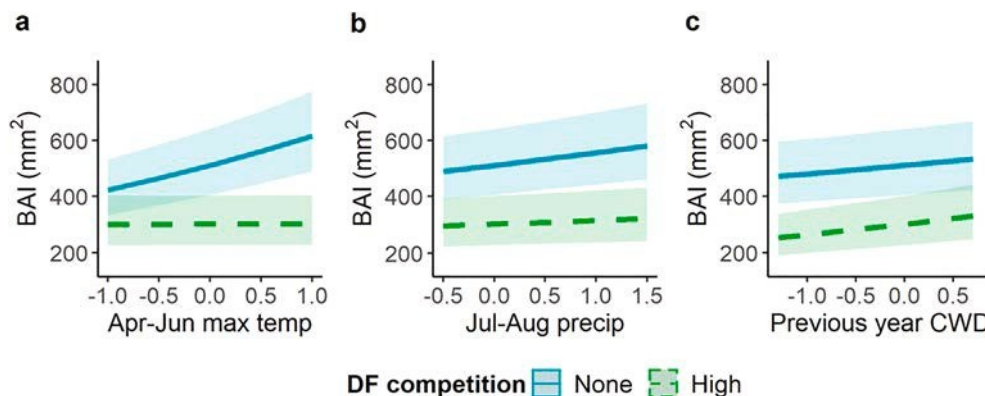 a
b
c
BAI (mm²)
800
600
400
200
-1.0 -0.5 0.0 0.5 1.0
Apr-Jun max temp
BAI (mm²)
800
600
400
200
-0.5 0.0 0.5 1.0 1.5
Jul-Aug precip
BAI (mm²)
800
600
400
200
-1.0 -0.5 0.0 0.5
Previous year CWD
DF competition None High